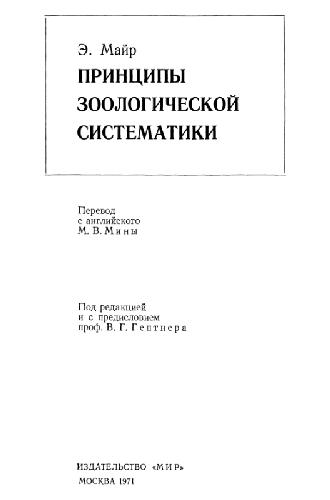 Э. Майр
ПРИНЦИПЫ
ЗООЛОГИЧЕСКОЙ
СИСТЕМАТИКИ
Перевод
с английского
М. В. Мины
Под редакцией
и с предисловием
проф. В. Г. Гептнера
ИЗДАТЕЛЬСТВО «МИР»
МОСКВА 1971